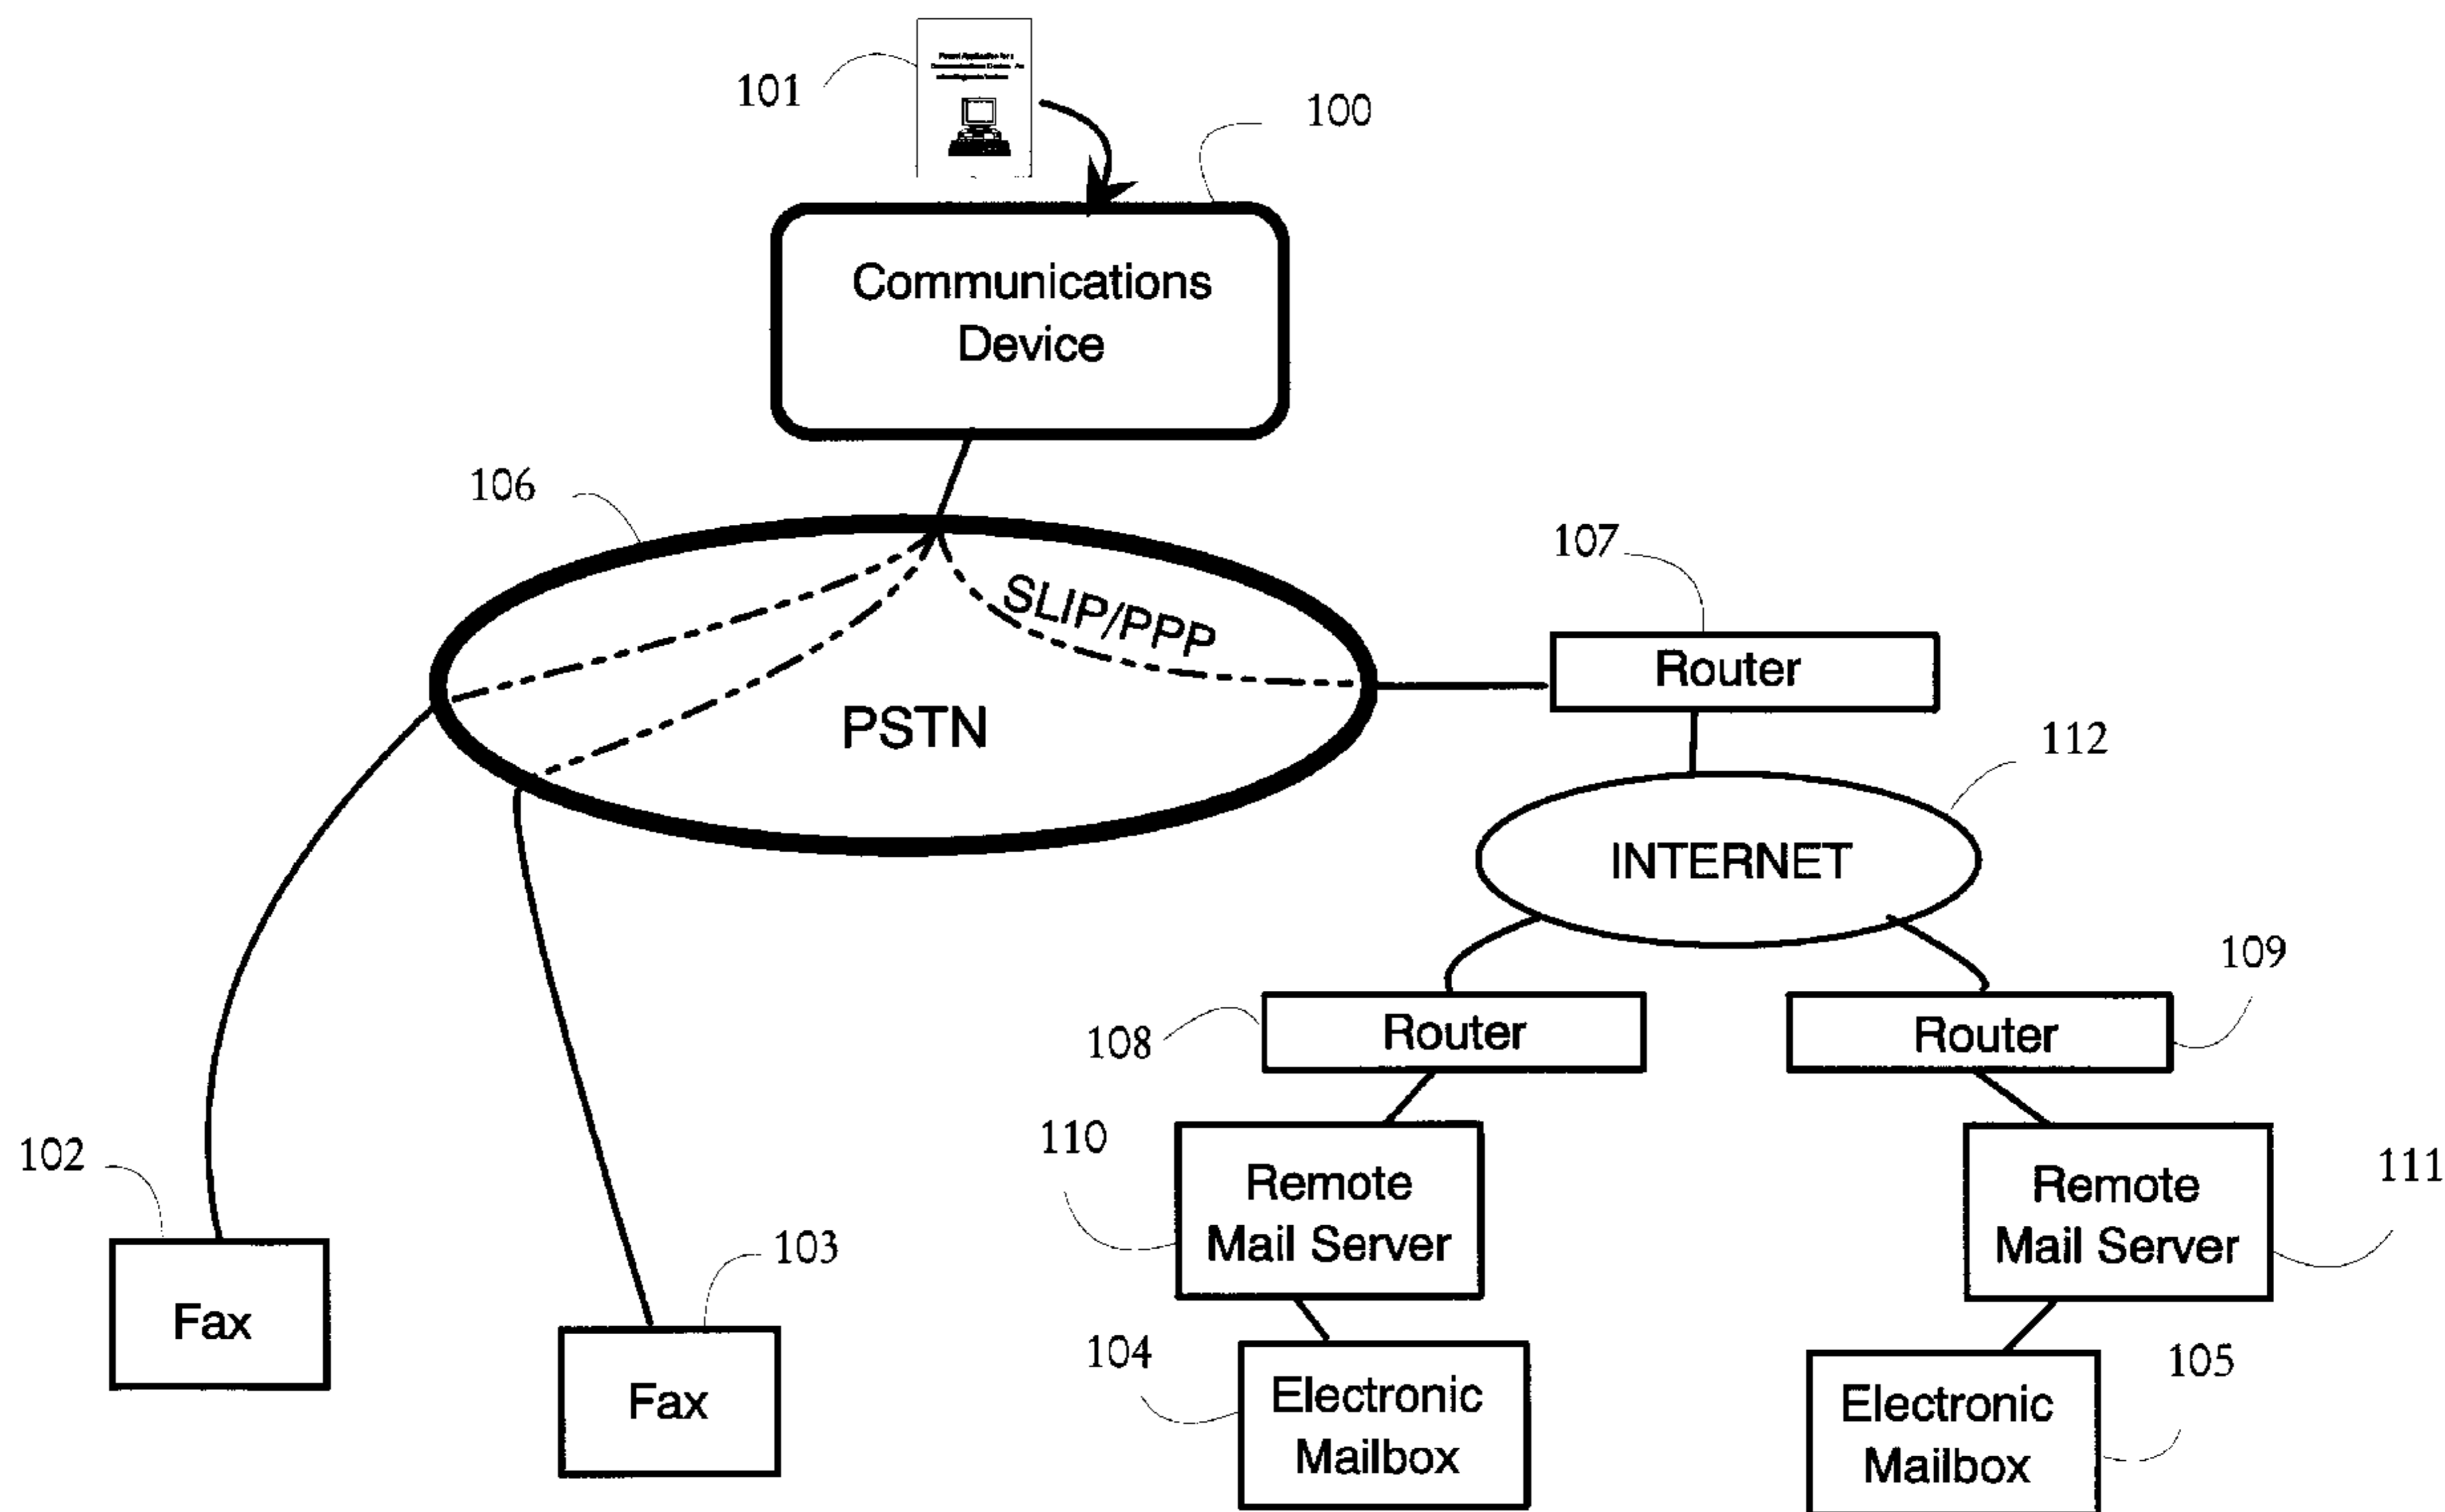 101
100
Communications
Device
106
SLIP/PPP
PSTN
107
Router
112
INTERNET
109
108
Router
Router
110
111
102
Remote
Mail Server
Remote
Mail Server
103
Fax
Fax
104
105
Electronic
Mailbox
Electronic
Mailbox